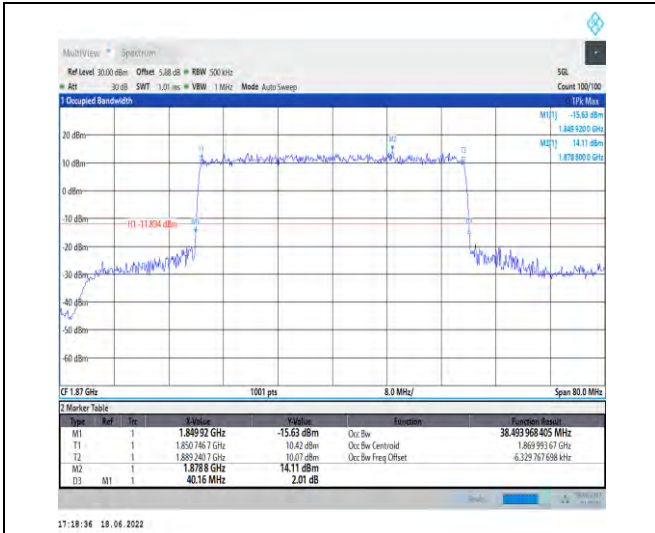 MultiView Spectrum
Ref Level 30.00 dBm Offset 5.88 dB RBW 500 kHz SGL
Att 30 dB SWT 1.01 ms VBW 1 MHz Mode Auto Sweep Count 100/100
1 Occupied Bandwidth 1Pk Max
M1[1] -15.63 dBm
1.849 920 0 GHz
M2[1] 14.11 dBm
1.878 800 0 GHz
20 dBm
10 dBm
0 dBm
-10 dBm
H1 -11.894 dBm
-20 dBm
-30 dBm
-40 dBm
-50 dBm
-60 dBm
T1
M2
T2
M1
CF 1.87 GHz 1001 pts 8.0 MHz/ Span 80.0 MHz
2 Marker Table
Type Ref Trc X-Value Y-Value Function Function Result
M1 1 1.849 92 GHz -15.63 dBm Occ Bw 38.493 968 405 MHz
T1 1 1.850 746 7 GHz 10.42 dBm Occ Bw Centroid 1.869 993 67 GHz
T2 1 1.889 240 7 GHz 10.07 dBm Occ Bw Freq Offset -6.329 767 698 kHz
M2 1 1.878 8 GHz 14.11 dBm
D3 M1 1 40.16 MHz 2.01 dB
17:18:36 18.06.2022